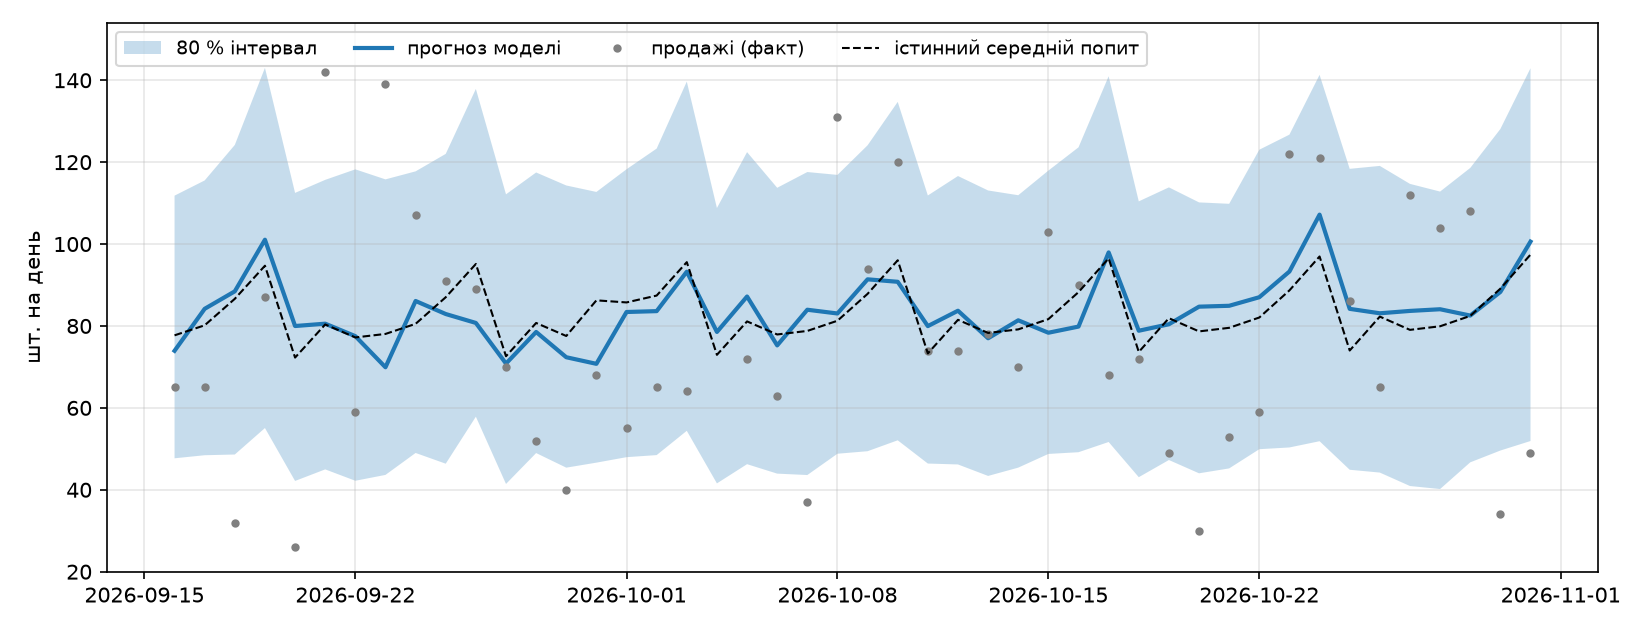 80 % інтервал
прогноз моделі
продажі (факт)
істинний середній попит
шт. на день
140
120
100
80
60
40
20
2026-09-15
2026-09-22
2026-10-01
2026-10-08
2026-10-15
2026-10-22
2026-11-01